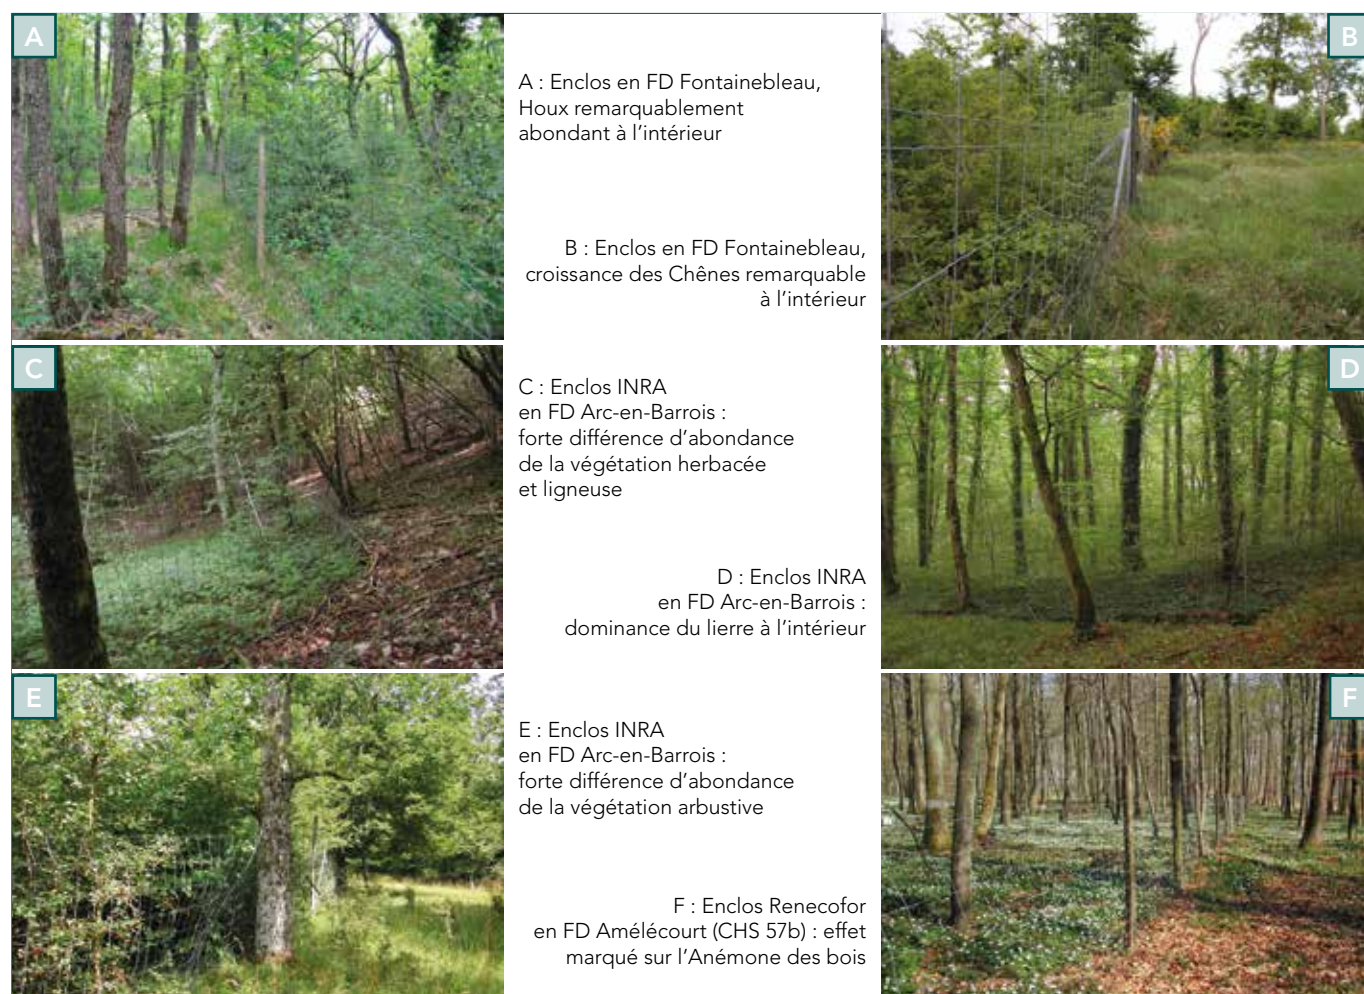 A
A : Enclos en FD Fontainebleau,
Houx remarquablement
abondant à l'intérieur
B
B : Enclos en FD Fontainebleau,
croissance des Chênes remarquable
à l'intérieur
C
C : Enclos INRA
en FD Arc-en-Barrois :
forte différence d'abondance
de la végétation herbacée
et ligneuse
D
D : Enclos INRA
en FD Arc-en-Barrois :
dominance du lierre à l'intérieur
E
E : Enclos INRA
en FD Arc-en-Barrois :
forte différence d'abondance
de la végétation arbustive
F
F : Enclos Renecofor
en FD Amélécourt (CHS 57b) : effet
marqué sur l'Anémone des bois